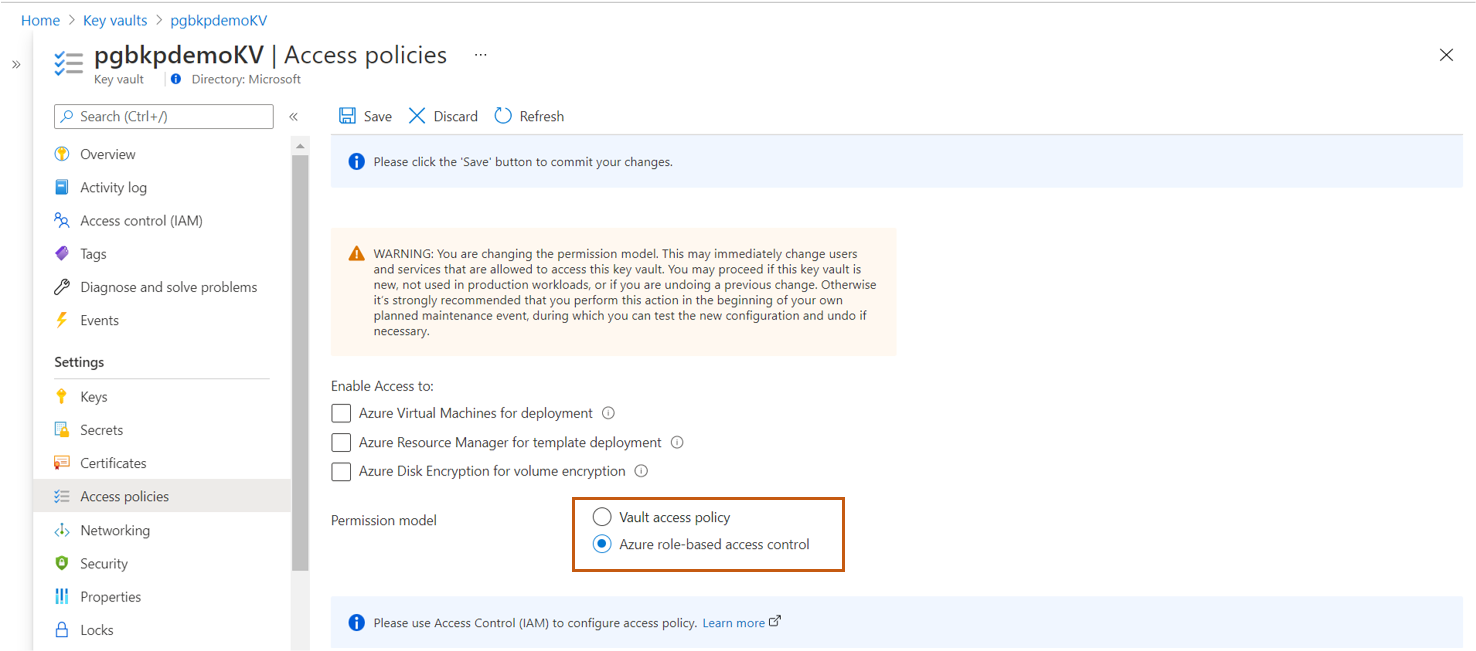 Home > Key vaults > pgbkpdemoKV
»
pgbkpdemoKV | Access policies ...
Key vault
Directory: Microsoft
Search (Ctrl+/)
«
Save
Discard
Refresh
Please click the 'Save' button to commit your changes.
Overview
Activity log
Access control (IAM)
Tags
Diagnose and solve problems
Events
Settings
Keys
Secrets
Certificates
Access policies
Networking
Security
Properties
Locks
WARNING: You are changing the permission model. This may immediately change users
and services that are allowed to access this key vault. You may proceed if this key vault is
new, not used in production workloads, or if you are undoing a previous change. Otherwise
it's strongly recommended that you perform this action in the beginning of your own
planned maintenance event, during which you can test the new configuration and undo if
necessary.
Enable Access to:
Azure Virtual Machines for deployment
Azure Resource Manager for template deployment
Azure Disk Encryption for volume encryption
Permission model
Vault access policy
Azure role-based access control
Please use Access Control (IAM) to configure access policy. Learn more